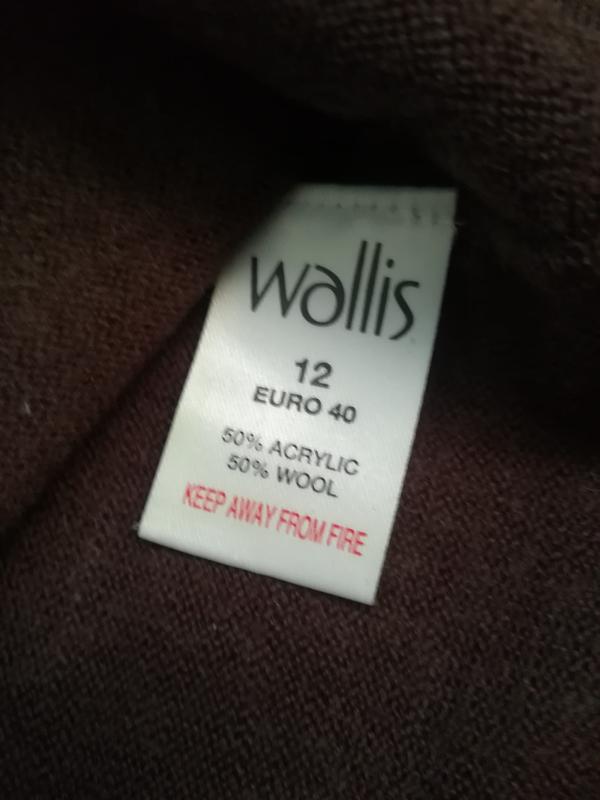 wallis
12
EURO 40
50% ACRYLIC
50% WOOL
KEEP AWAY FROM FIRE